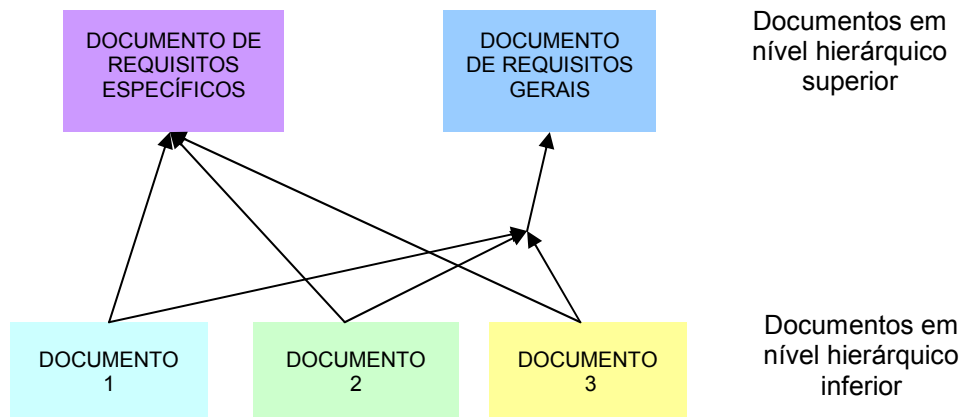 DOCUMENTO DE
REQUISITOS
ESPECÍFICOS
DOCUMENTO
DE REQUISITOS
GERAIS
Documentos em
nível hierárquico
superior
DOCUMENTO
1
DOCUMENTO
2
DOCUMENTO
3
Documentos em
nível hierárquico
inferior